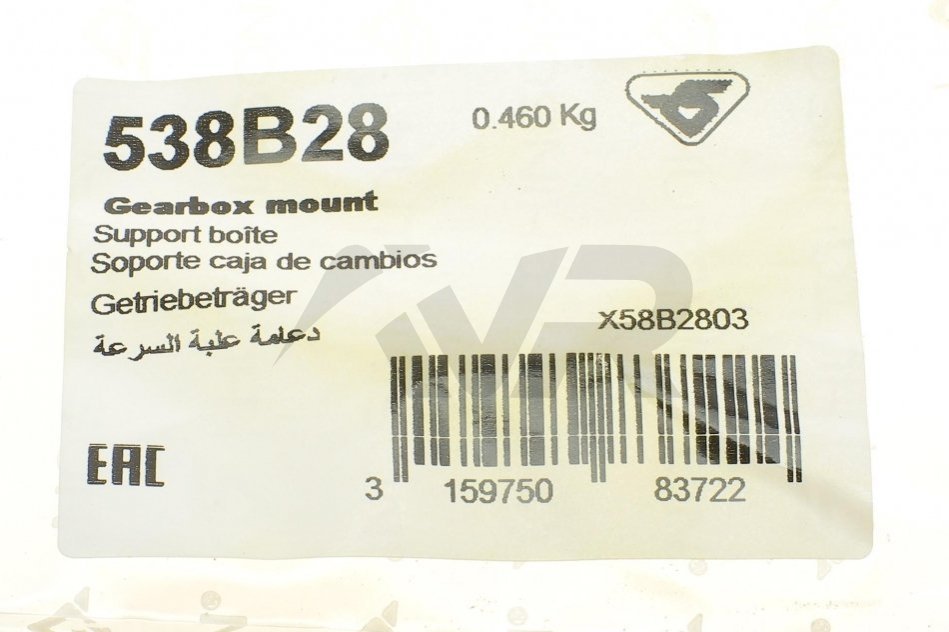 538B28
0.460 Kg
Gearbox mount
Support boîte
Soporte caja de cambios
Getriebeträger
دعامة علبة السرعة
X58B2803
EAC
3 159750 83722
VR